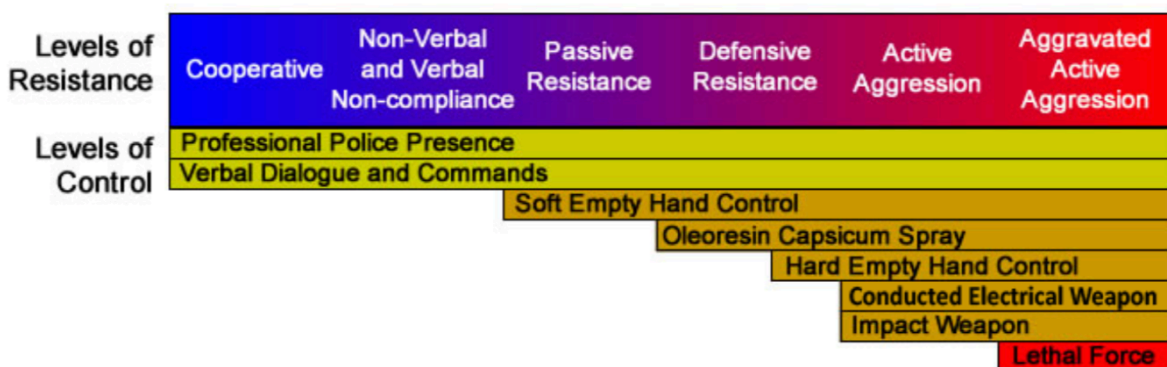 Levels of
Resistance
Cooperative
Non-Verbal
and Verbal
Non-compliance
Passive
Resistance
Defensive
Resistance
Active
Aggression
Aggravated
Active
Aggression
Levels of
Control
Professional Police Presence
Verbal Dialogue and Commands
Soft Empty Hand Control
Oleoresin Capsicum Spray
Hard Empty Hand Control
Conducted Electrical Weapon
Impact Weapon
Lethal Force